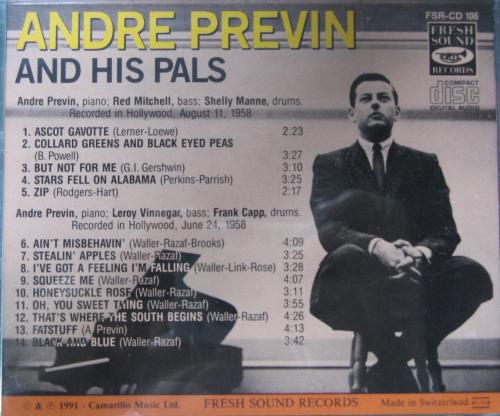 ANDRE PREVIN
AND HIS PALS
FSR-CD 106
FRESH
SOUND
RECORDS
COMPACT
disc
DIGITAL AUDIO
Andre Previn, piano; Red Mitchell, bass; Shelly Manne, drums.
Recorded in Hollywood, August 11, 1958
1. ASCOT GAVOTTE (Lerner-Loewe) 2:23
2. COLLARD GREENS AND BLACK EYED PEAS
(B. Powell) 3:27
3. BUT NOT FOR ME (G.I. Gershwin) 3:10
4. STARS FELL ON ALABAMA (Perkins-Parrish) 3:25
5. ZIP (Rodgers-Hart) 2:17
Andre Previn, piano; Leroy Vinnegar, bass; Frank Capp, drums.
Recorded in Hollywood, June 24, 1958
6. AIN'T MISBEHAVIN' (Waller-Razaf-Brooks) 4:09
7. STEALIN' APPLES (Waller-Razaf) 3:25
8. I'VE GOT A FEELING I'M FALLING (Waller-Link-Rose) 3:28
9. SQUEEZE ME (Waller-Razaf) 4:07
10. HONEYSUCKLE ROSE (Waller-Razaf) 3:11
11. OH, YOU SWEET THING (Waller-Razaf) 3:55
12. THAT'S WHERE THE SOUTH BEGINS (Waller-Razaf) 4:26
13. FATSTUFF (A. Previn) 4:13
14. BLACK AND BLUE (Waller-Razaf) 3:42
© & ℗ 1991 - Camarillo Music Ltd. FRESH SOUND RECORDS Made in Switzerland